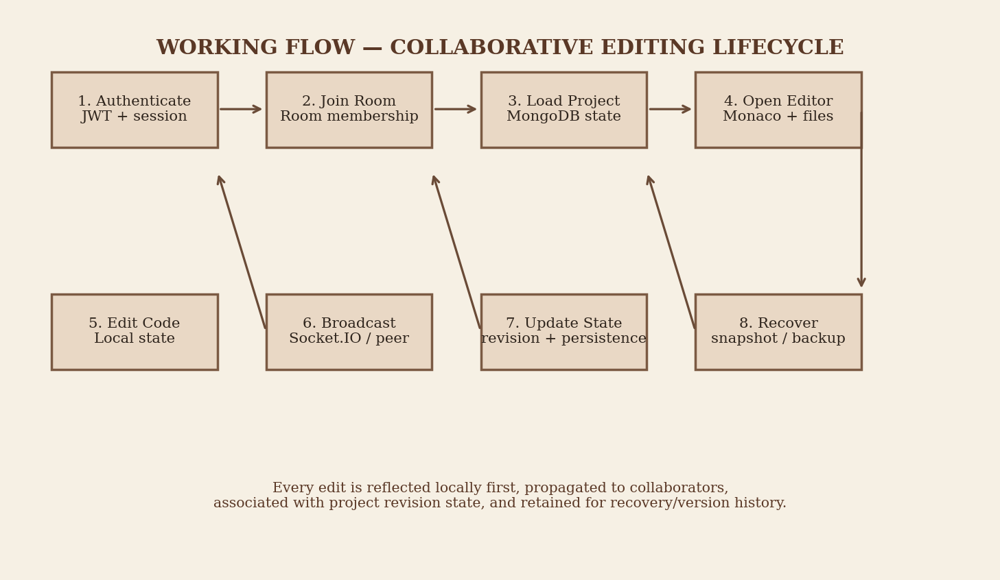 WORKING FLOW — COLLABORATIVE EDITING LIFECYCLE
1. Authenticate
JWT + session
2. Join Room
Room membership
3. Load Project
MongoDB state
4. Open Editor
Monaco + files
5. Edit Code
Local state
6. Broadcast
Socket.IO / peer
7. Update State
revision + persistence
8. Recover
snapshot / backup
Every edit is reflected locally first, propagated to collaborators,
associated with project revision state, and retained for recovery/version history.